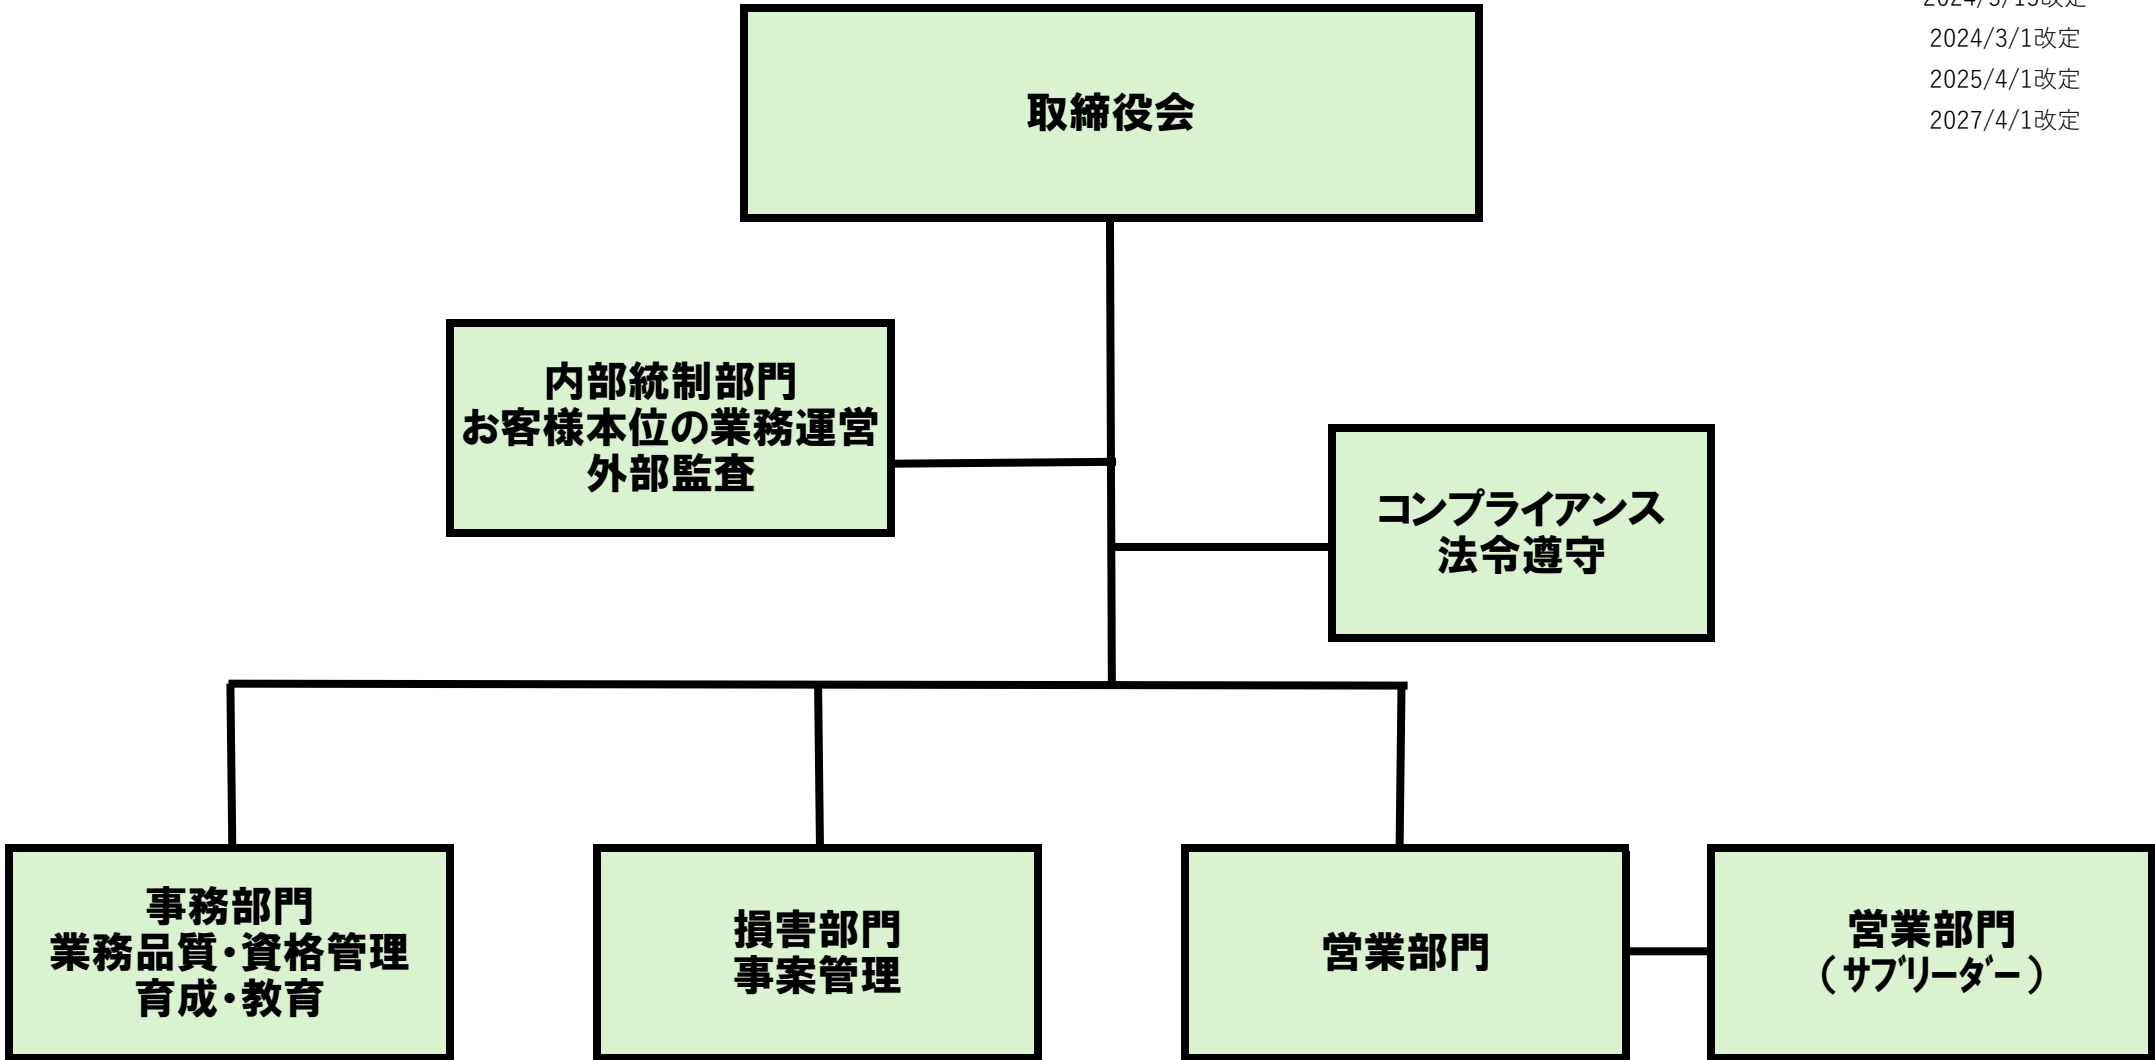 2024/3/1改定
2025/4/1改定
2027/4/1改定
取締役会
内部統制部門
お客様本位の業務運営
外部監査
コンプライアンス
法令遵守
事務部門
業務品質・資格管理
育成・教育
損害部門
事案管理
営業部門
営業部門
（サブリーダー）